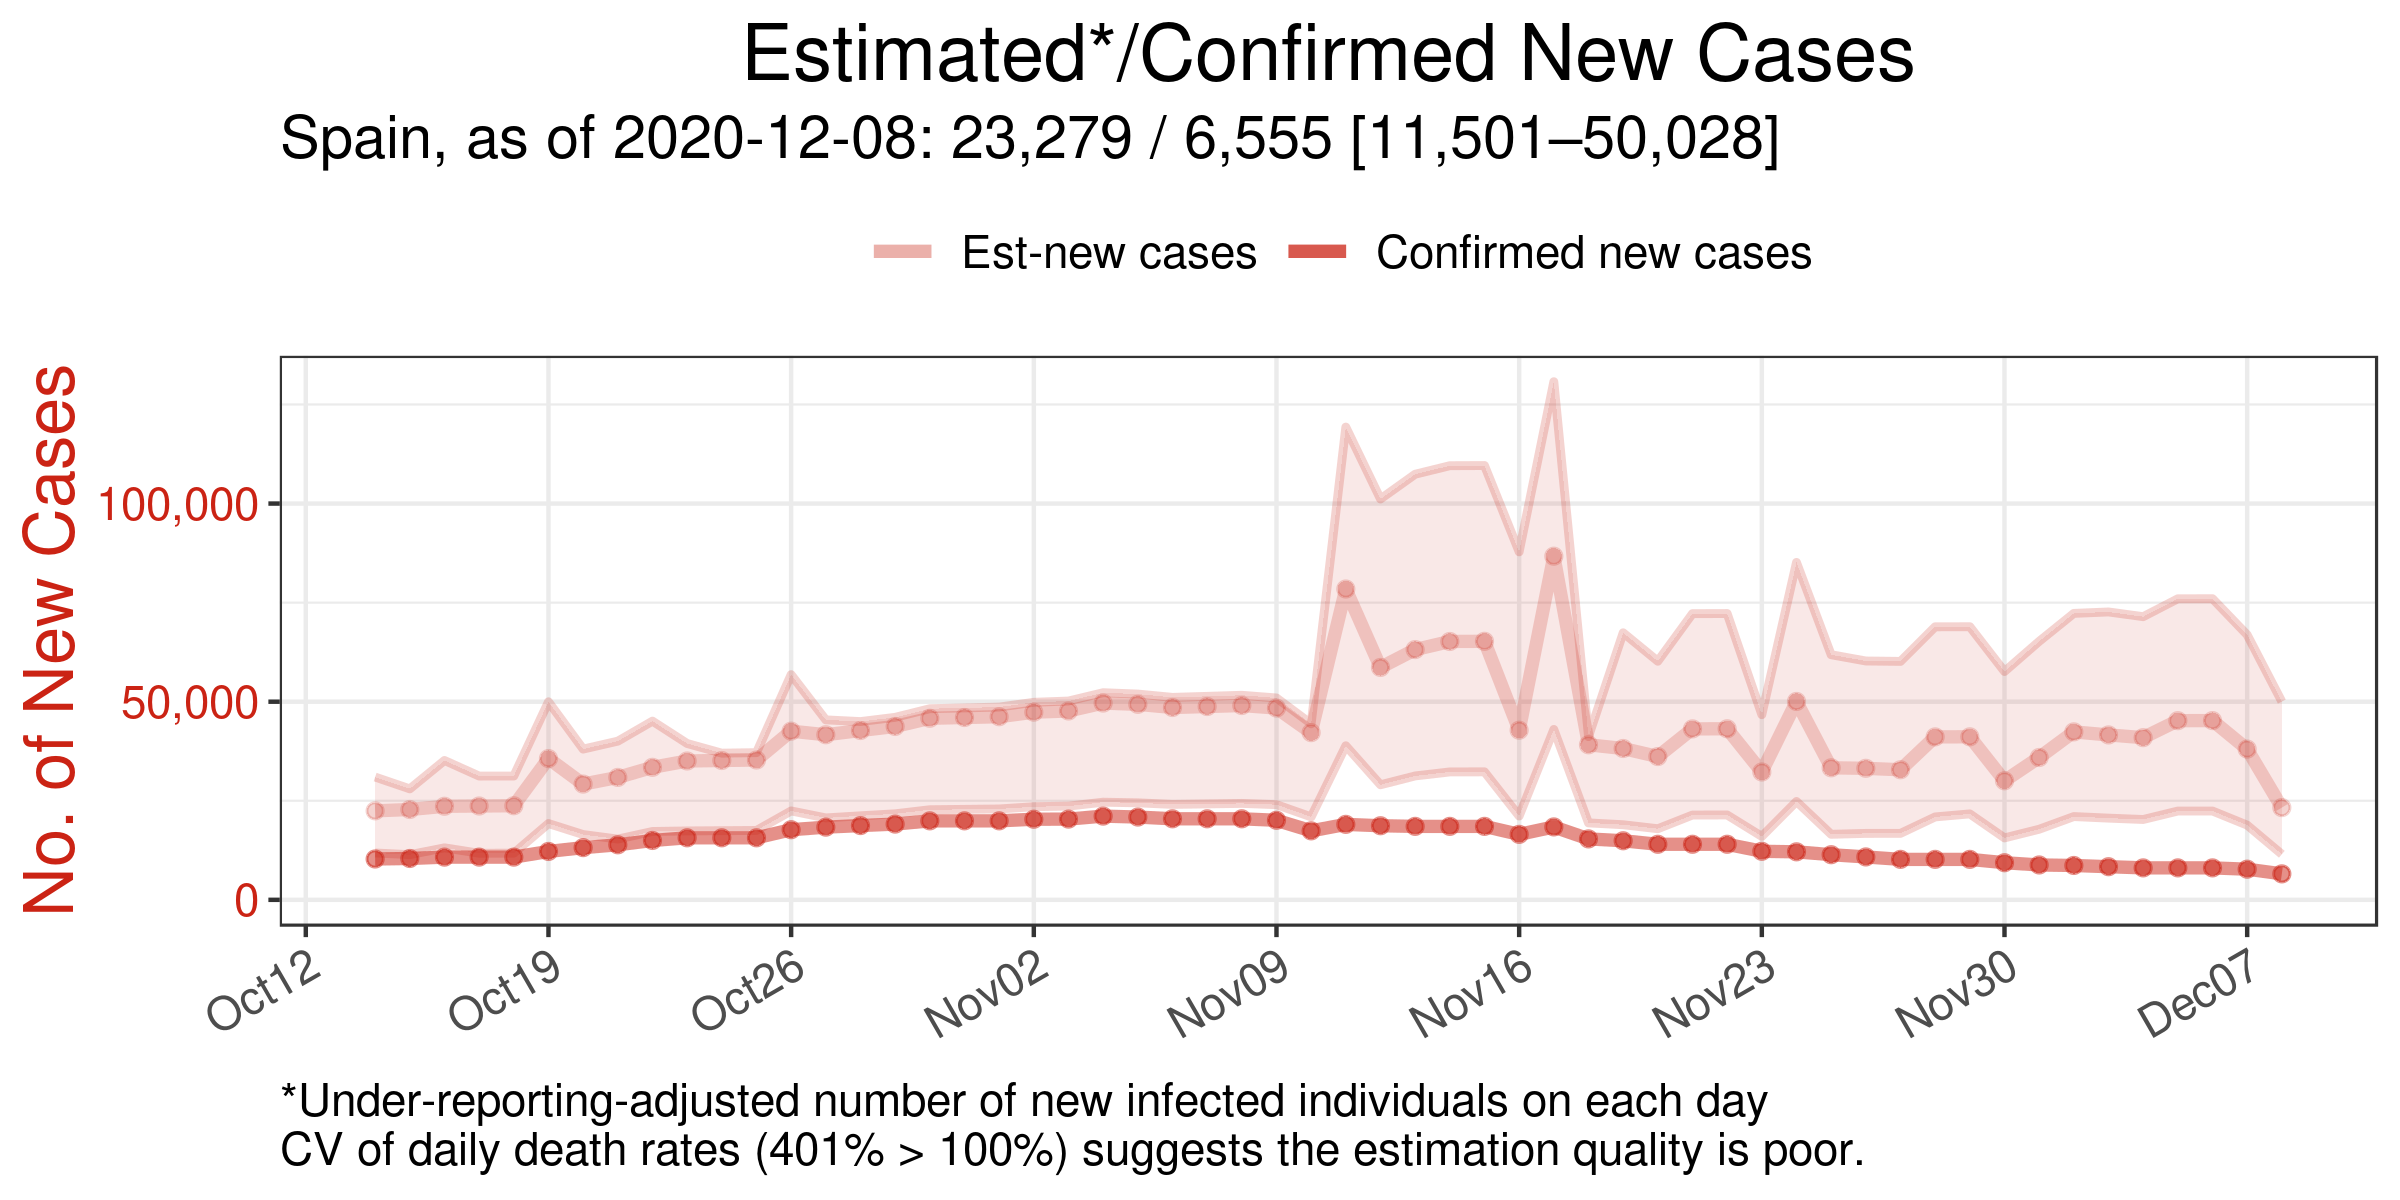 Estimated*/Confirmed New Cases
Spain, as of 2020-12-08: 23,279 / 6,555 [11,501–50,028]
Est-new cases
Confirmed new cases
No. of New Cases
100,000
50,000
0
Oct12
Oct19
Oct26
Nov02
Nov09
Nov16
Nov23
Nov30
Dec07
*Under-reporting-adjusted number of new infected individuals on each day
CV of daily death rates (401% > 100%) suggests the estimation quality is poor.